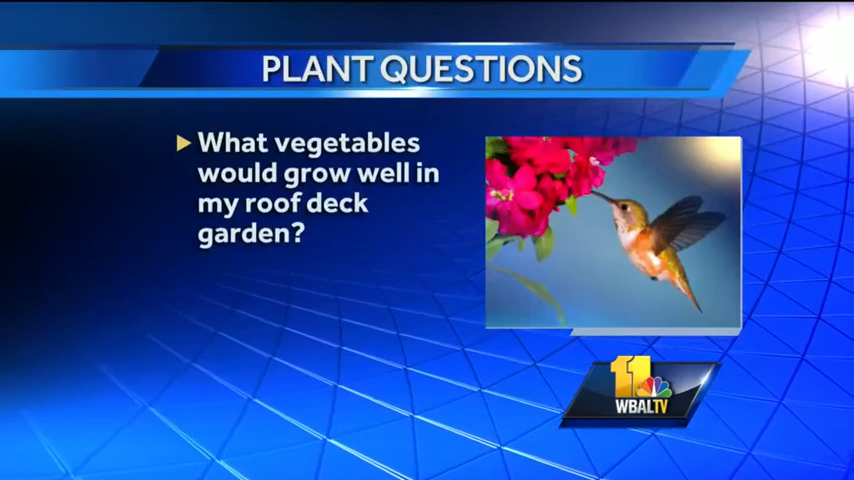 PLANT QUESTIONS
What vegetables
would grow well in
my roof deck
garden?
11
WBALTV